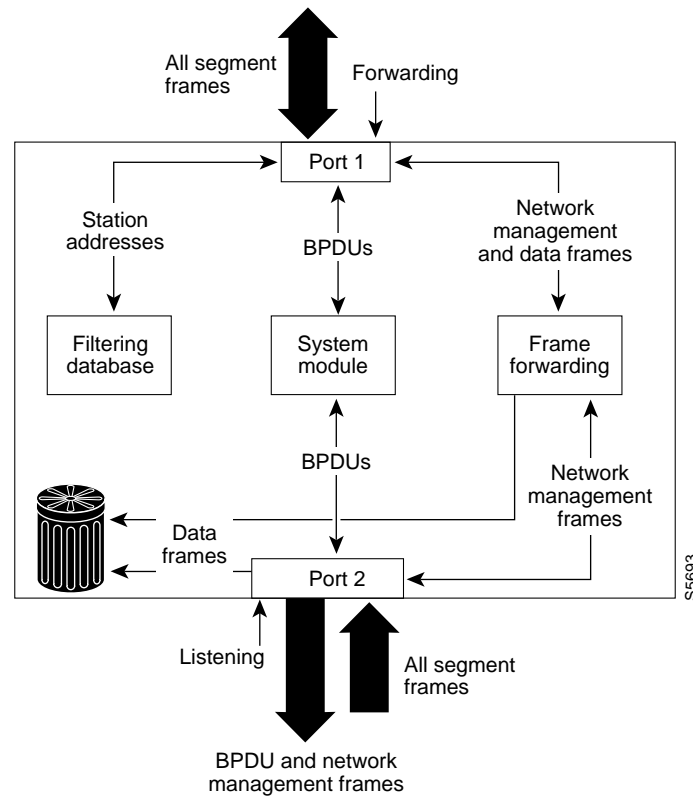 All segment
frames
Forwarding
Port 1
Station
addresses
BPDUs
Network
management
and data frames
Filtering
database
System
module
Frame
forwarding
BPDUs
Network
management
frames
Data
frames
Port 2
S5693
Listening
All segment
frames
BPDU and network
management frames